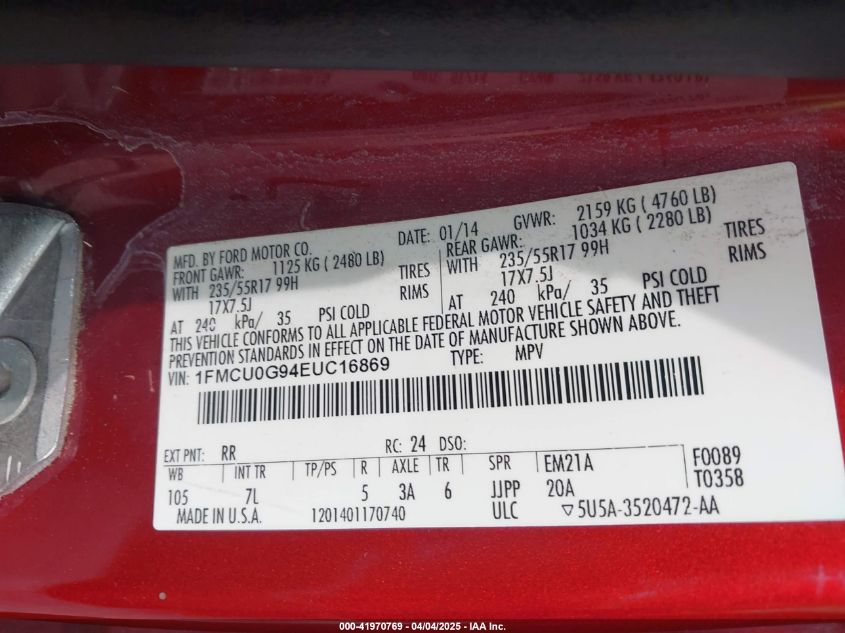 MFD. BY FORD MOTOR CO.
DATE: 01/14 GVWR: 2159 KG ( 4760 LB)
FRONT GAWR: 1125 KG ( 2480 LB) REAR GAWR: 1034 KG ( 2280 LB)
WITH 235/55R17 99H TIRES WITH 235/55R17 99H TIRES
17X7.5J RIMS 17X7.5J RIMS
AT 240 kPa/ 35 PSI COLD AT 240 kPa/ 35 PSI COLD
THIS VEHICLE CONFORMS TO ALL APPLICABLE FEDERAL MOTOR VEHICLE SAFETY AND THEFT
PREVENTION STANDARDS IN EFFECT ON THE DATE OF MANUFACTURE SHOWN ABOVE.
VIN: 1FMCU0G94EUC16869 TYPE: MPV
EXT PNT: RR RC: 24 DSO:
WB INT TR TP/PS R AXLE TR SPR EM21A F0089
105 7L 5 3A 6 JJPP 20A T0358
MADE IN U.S.A. 1201401170740 ULC ▽5U5A-3520472-AA
000-41970769 - 04/04/2025 - IAA Inc.